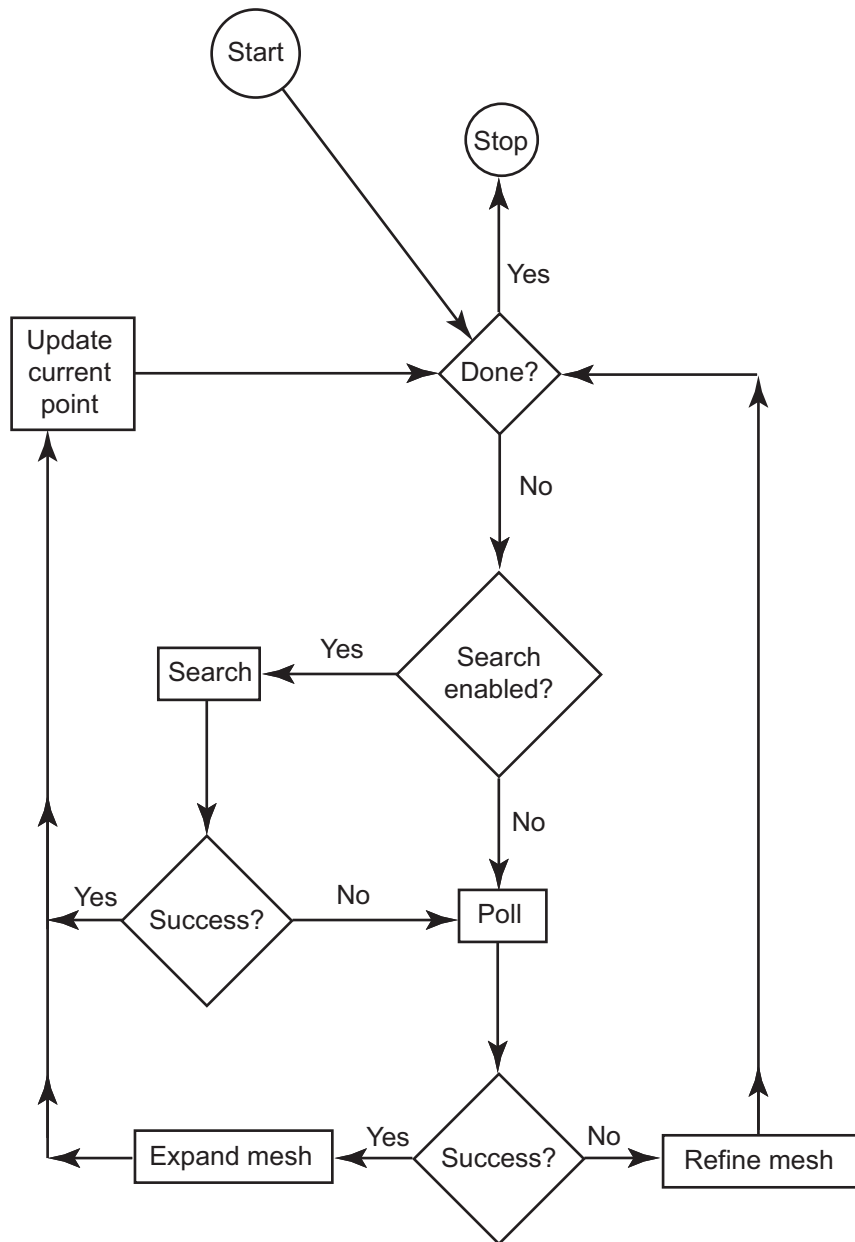 Start
Stop
Yes
Update
current
point
Done?
No
Search
enabled?
Yes
Search
No
Yes
Success?
No
Poll
Expand mesh
Yes
Success?
No
Refine mesh